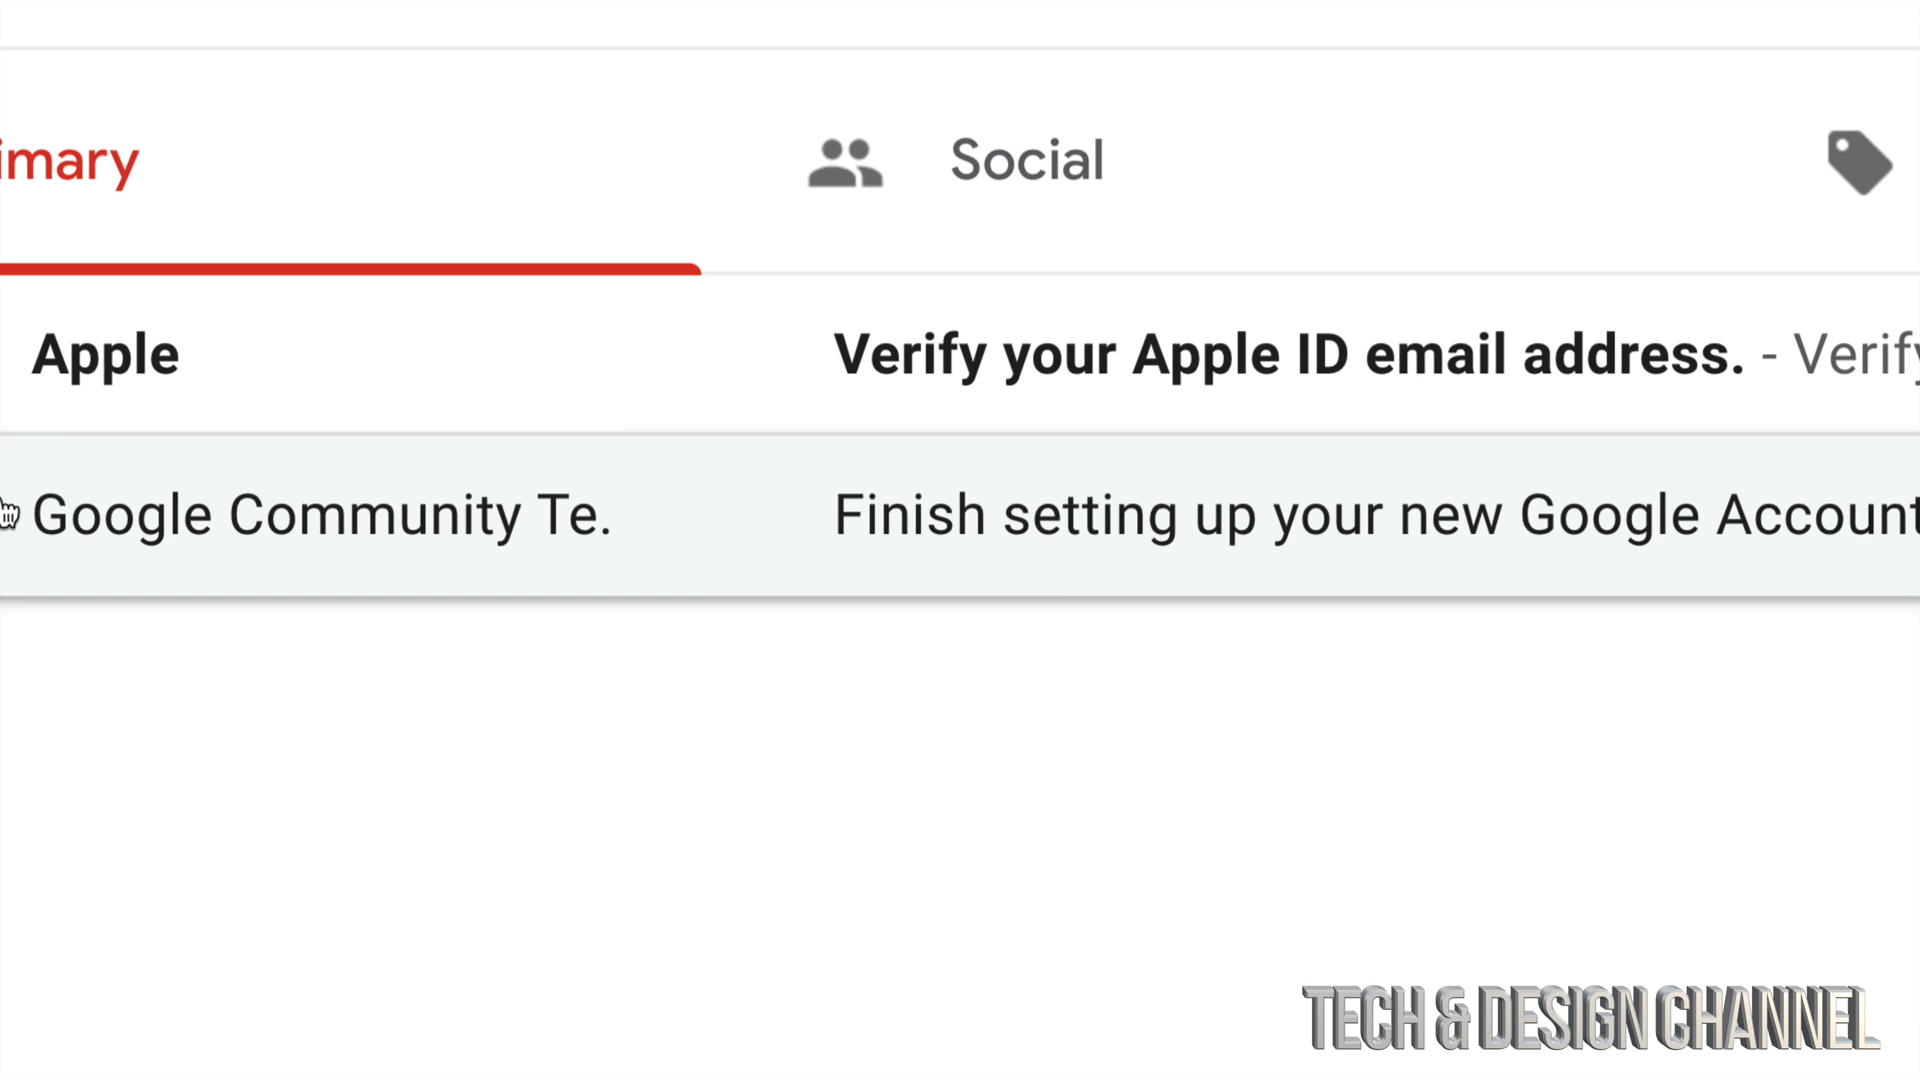 imary Social
Apple Verify your Apple ID email address. - Verify
Google Community Te. Finish setting up your new Google Account
TECH & DESIGN CHANNEL